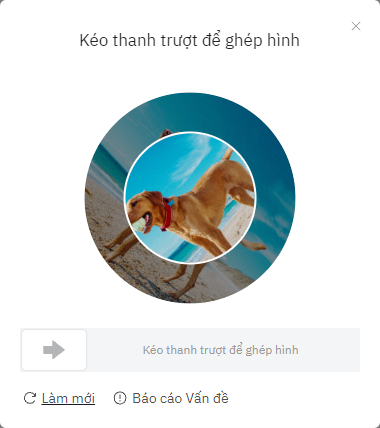 Kéo thanh trượt để ghép hình
Kéo thanh trượt để ghép hình
Làm mới
Báo cáo Vấn đề